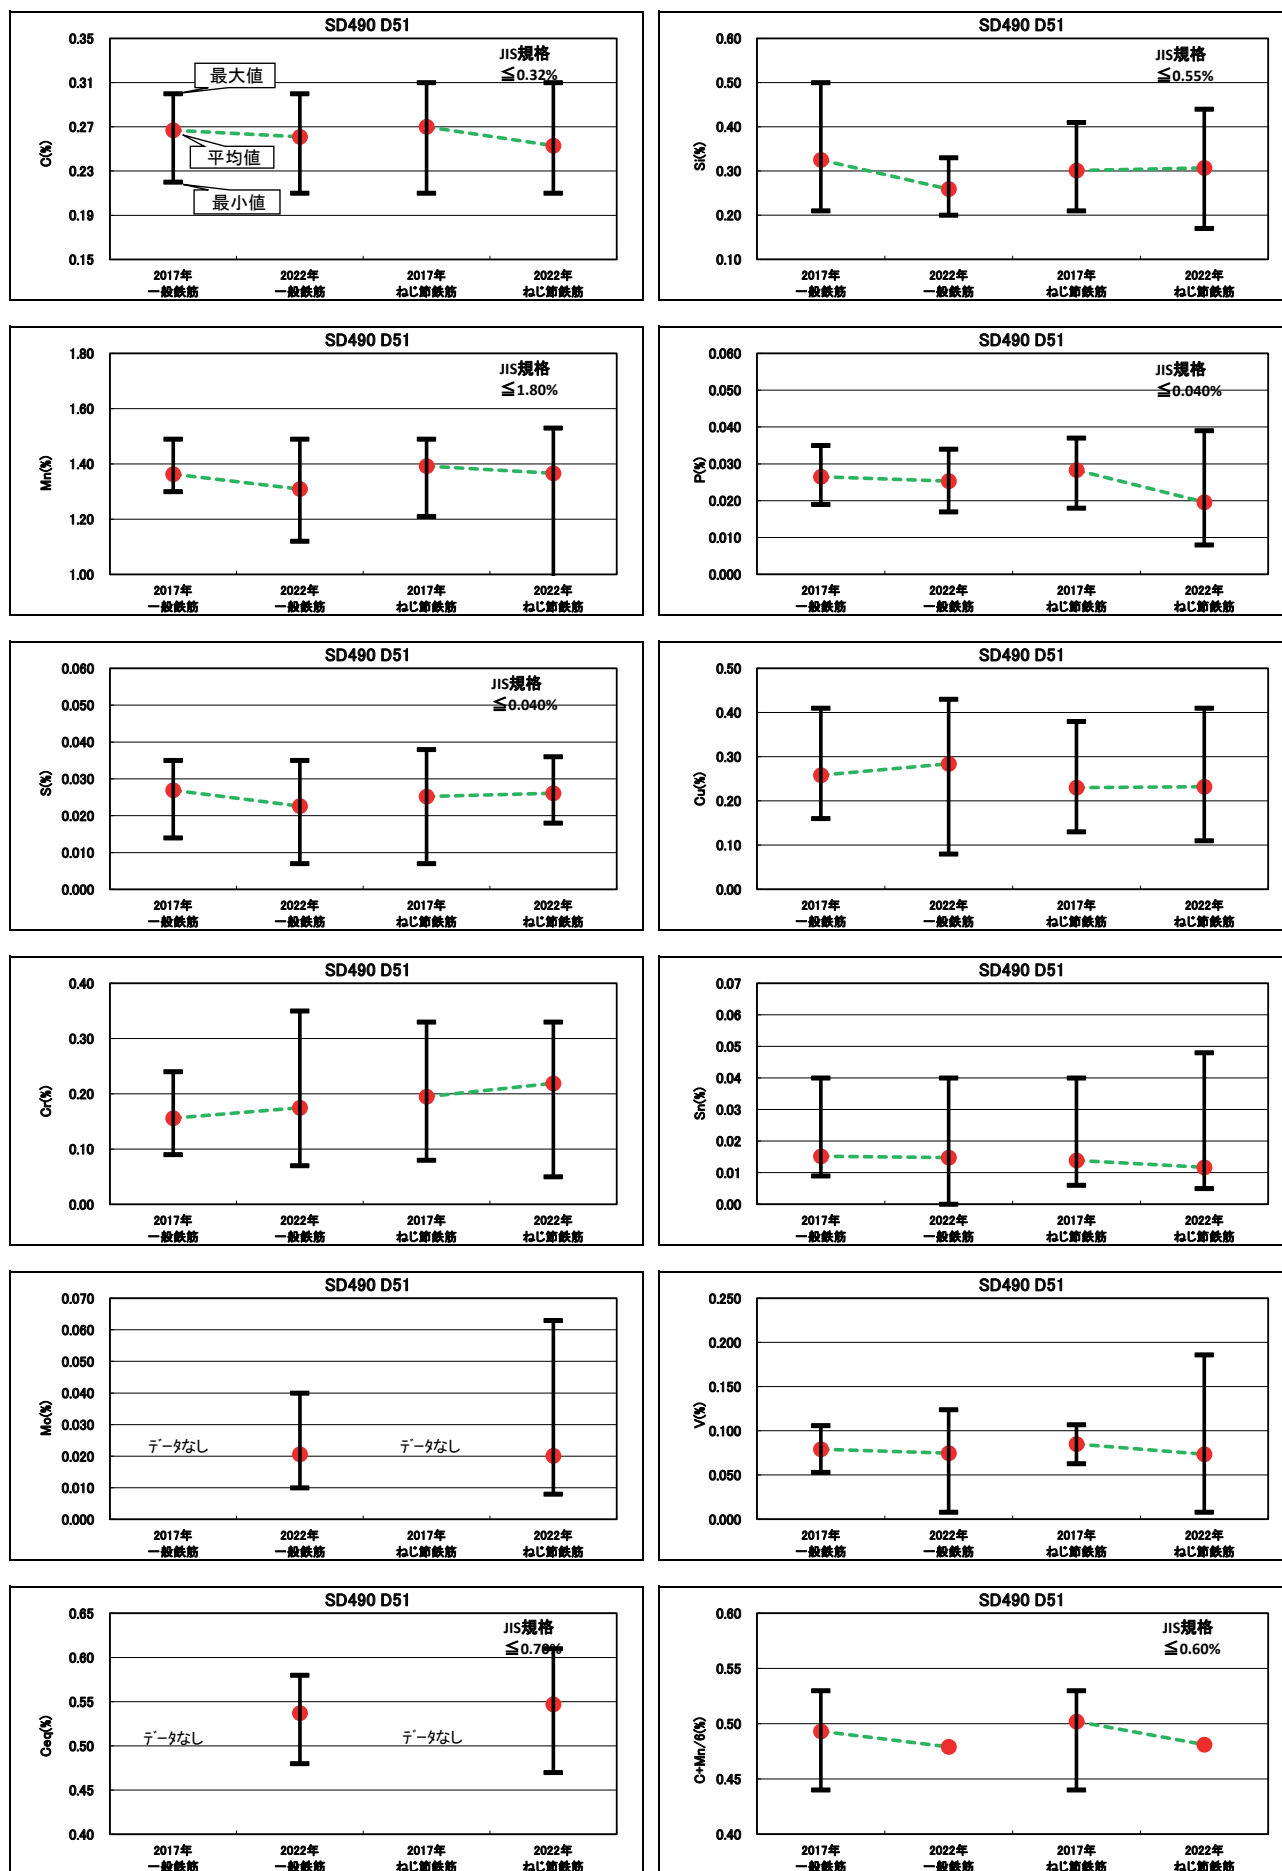 SD490 D51
JIS規格
≦0.32%
C(%)
0.35
0.31
0.27
0.23
0.19
0.15
最大値
平均値
最小値
2017年
一般鉄筋
2022年
一般鉄筋
2017年
ねじ節鉄筋
2022年
ねじ節鉄筋
SD490 D51
JIS規格
≦0.55%
Si(%)
0.60
0.50
0.40
0.30
0.20
0.10
2017年
一般鉄筋
2022年
一般鉄筋
2017年
ねじ節鉄筋
2022年
ねじ節鉄筋
SD490 D51
JIS規格
≦1.80%
Mn(%)
1.80
1.60
1.40
1.20
1.00
2017年
一般鉄筋
2022年
一般鉄筋
2017年
ねじ節鉄筋
2022年
ねじ節鉄筋
SD490 D51
JIS規格
≦0.040%
P(%)
0.060
0.050
0.040
0.030
0.020
0.010
0.000
2017年
一般鉄筋
2022年
一般鉄筋
2017年
ねじ節鉄筋
2022年
ねじ節鉄筋
SD490 D51
JIS規格
≦0.040%
S(%)
0.060
0.050
0.040
0.030
0.020
0.010
0.000
2017年
一般鉄筋
2022年
一般鉄筋
2017年
ねじ節鉄筋
2022年
ねじ節鉄筋
SD490 D51
Cu(%)
0.50
0.40
0.30
0.20
0.10
0.00
2017年
一般鉄筋
2022年
一般鉄筋
2017年
ねじ節鉄筋
2022年
ねじ節鉄筋
SD490 D51
Cr(%)
0.40
0.30
0.20
0.10
0.00
2017年
一般鉄筋
2022年
一般鉄筋
2017年
ねじ節鉄筋
2022年
ねじ節鉄筋
SD490 D51
Sn(%)
0.07
0.06
0.05
0.04
0.03
0.02
0.01
0.00
2017年
一般鉄筋
2022年
一般鉄筋
2017年
ねじ節鉄筋
2022年
ねじ節鉄筋
SD490 D51
Mo(%)
0.070
0.060
0.050
0.040
0.030
0.020
0.010
0.000
データなし
データなし
2017年
一般鉄筋
2022年
一般鉄筋
2017年
ねじ節鉄筋
2022年
ねじ節鉄筋
SD490 D51
V(%)
0.250
0.200
0.150
0.100
0.050
0.000
2017年
一般鉄筋
2022年
一般鉄筋
2017年
ねじ節鉄筋
2022年
ねじ節鉄筋
SD490 D51
JIS規格
≦0.70%
Ceq(%)
0.65
0.60
0.55
0.50
0.45
0.40
データなし
データなし
2017年
一般鉄筋
2022年
一般鉄筋
2017年
ねじ節鉄筋
2022年
ねじ節鉄筋
SD490 D51
JIS規格
≦0.60%
C+Mn/6(%)
0.60
0.55
0.50
0.45
0.40
2017年
一般鉄筋
2022年
一般鉄筋
2017年
ねじ節鉄筋
2022年
ねじ節鉄筋